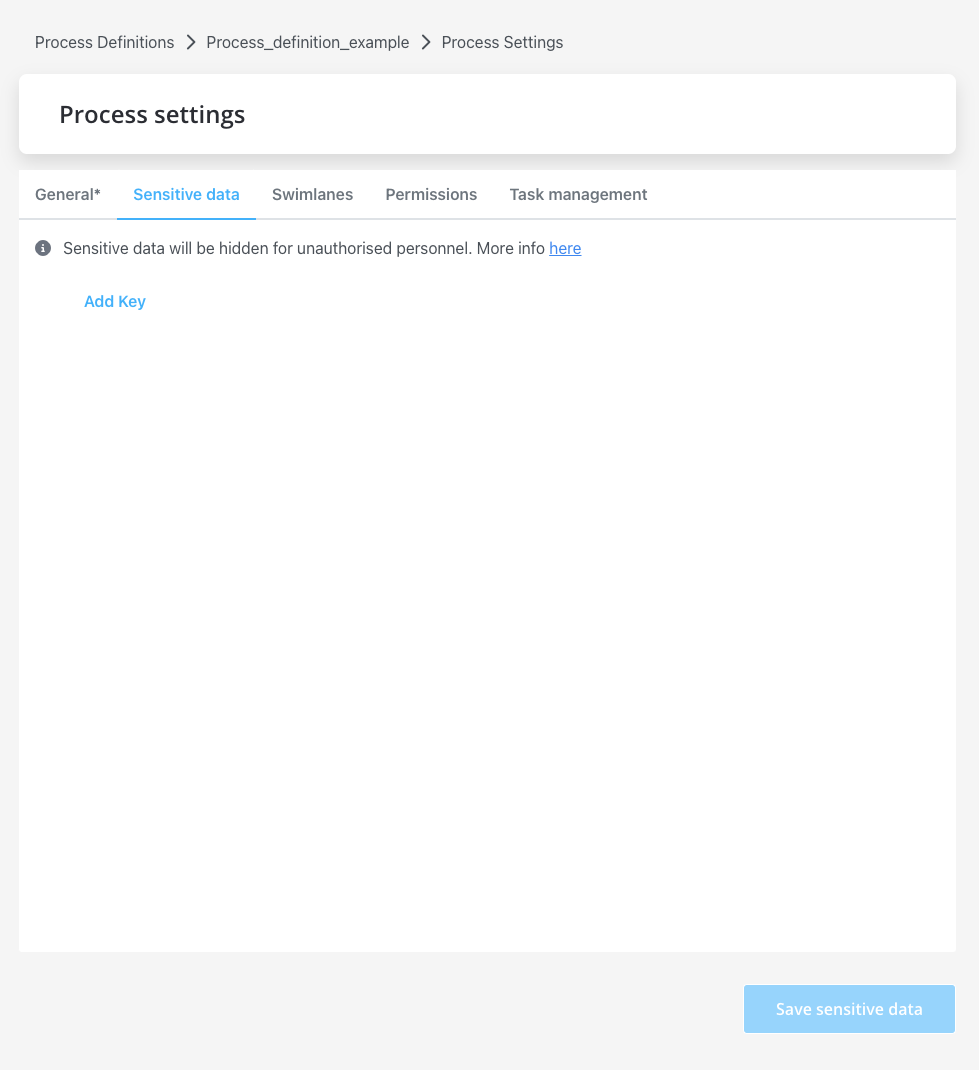 Process Definitions > Process_definition_example > Process Settings
Process settings
General* Sensitive data Swimlanes Permissions Task management
Sensitive data will be hidden for unauthorised personnel. More info here
Add Key
Save sensitive data